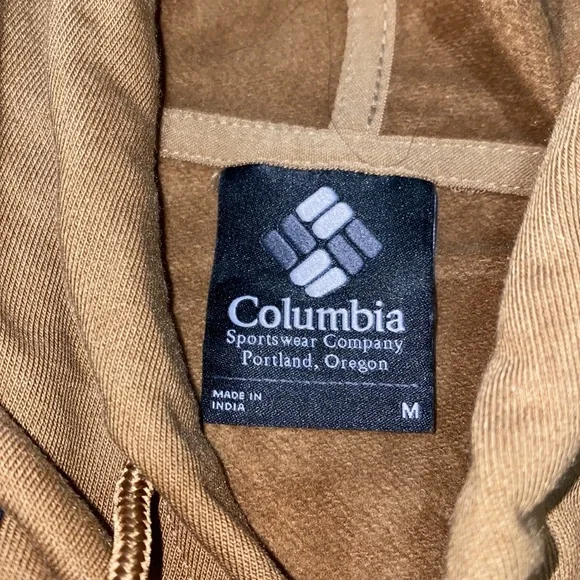 Columbia
Sportswear Company
Portland, Oregon
MADE IN
INDIA
M